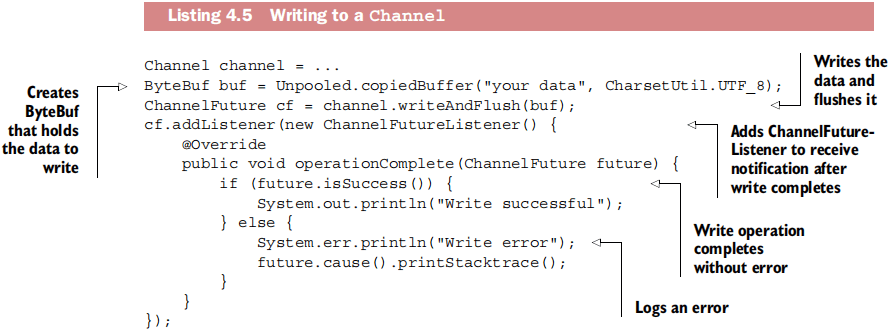 Listing 4.5 Writing to a Channel
Channel channel = ...
ByteBuf buf = Unpooled.copiedBuffer("your data", CharsetUtil.UTF_8);
ChannelFuture cf = channel.writeAndFlush(buf);
cf.addListener(new ChannelFutureListener() {
@Override
public void operationComplete(ChannelFuture future) {
if (future.isSuccess()) {
System.out.println("Write successful");
} else {
System.err.println("Write error");
future.cause().printStacktrace();
}
}
});
Creates
ByteBuf
that holds
the data to
write
Writes the
data and
flushes it
Adds ChannelFuture-
Listener to receive
notification after
write completes
Write operation
completes
without error
Logs an error